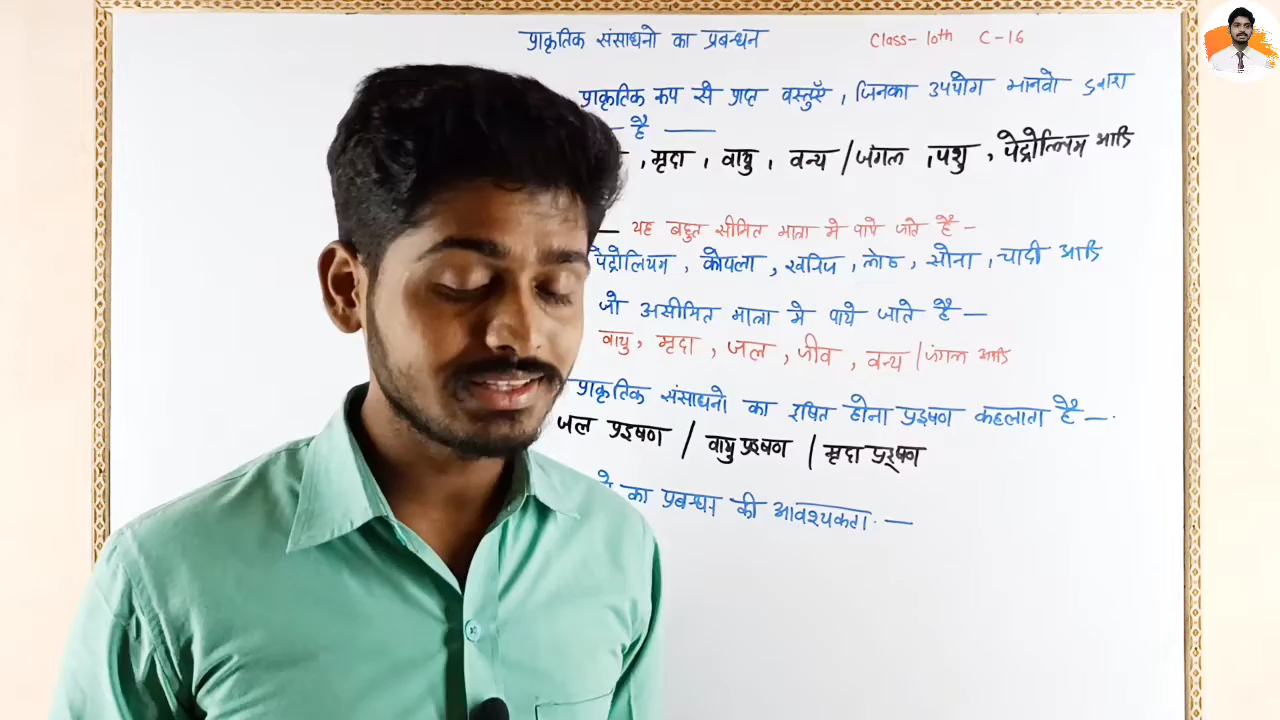 प्राकृतिक संसाधनो का प्रबन्धन Class- 10th C-16
प्राकृतिक रूप से प्राप्त वस्तुएँ , जिनका उपयोग मानवो द्वारा
है —
, मृदा , वायु , वन्य / जंगल , पशु , पेट्रोलियम आदि
— यह बहुत सीमित मात्रा मे पाये जाते है -
पेट्रोलियम , कोयला , खनिज , लोह , सोना , चादी आदि
जो असीमित मात्रा मे पाये जाते है —
वायु , मृदा , जल , जीव , वन्य / जंगल आदि
प्राकृतिक संसाधनो का दूषित होना प्रदूषण कहलाता है —
जल प्रदूषण / वायु प्रदूषण / मृदा प्रदूषण
का प्रबन्धन की आवश्यकता —